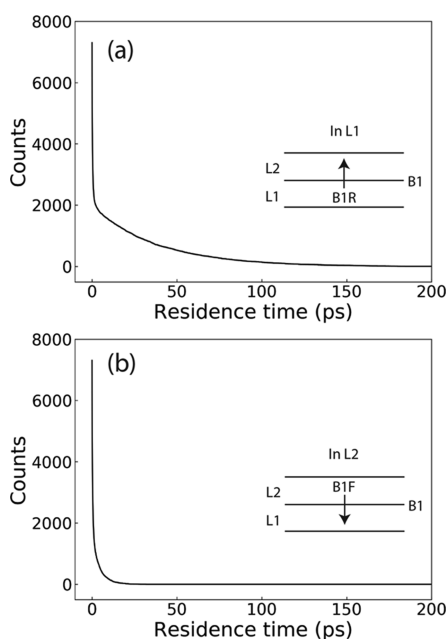 8000
(a)
6000
In L1
4000
L2
B1
L1
B1R
2000
0
Counts
0 50 100 150 200
Residence time (ps)
8000
(b)
6000
In L2
4000
L2
B1F
B1
L1
2000
0
Counts
0 50 100 150 200
Residence time (ps)